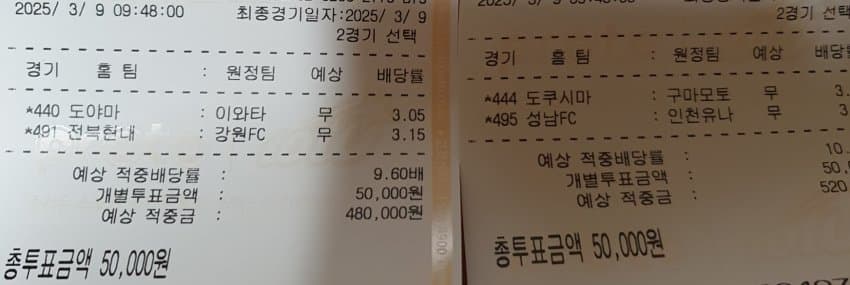 2025/ 3/ 9 09:48:00 최종경기일자:2025/ 3/ 9
2경기 선택
경기 홈 팀 : 원정팀 예상 배당률
*440 도야마 : 이와타 무 3.05
*491 전북현대 : 강원FC 무 3.15
예상 적중배당률 : 9.60배
개별투표금액 : 50,000원
예상 적중금 : 480,000원
총투표금액 50,000원
2경기 선택
경기 홈 팀 : 원정팀 예상 배당률
*444 도쿠시마 : 구마모토 무 3.
*495 성남FC : 인천유나 무 3
예상 적중배당률 : 10.
개별투표금액 : 50,
예상 적중금 : 520
총투표금액 50,000원